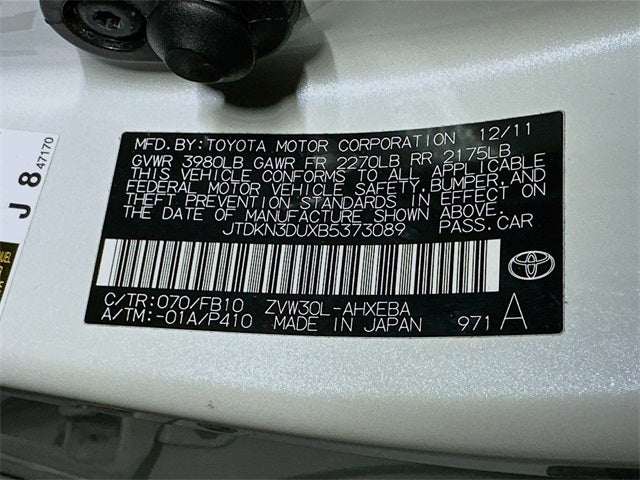 MFD.BY:TOYOTA MOTOR CORPORATION 12/11
GVWR 3980LB GAWR FR 2270LB RR 2175LB
THIS VEHICLE CONFORMS TO ALL APPLICABLE
FEDERAL MOTOR VEHICLE SAFETY,BUMPER,AND
THEFT PREVENTION STANDARDS IN EFFECT ON
THE DATE OF MANUFACTURE SHOWN ABOVE.
JTDKN3DUXB5373089 PASS.CAR
C/TR:070/FB10 ZVW30L-AHXEBA
A/TM:-01A/P410 MADE IN JAPAN 971 A
J 8 47170